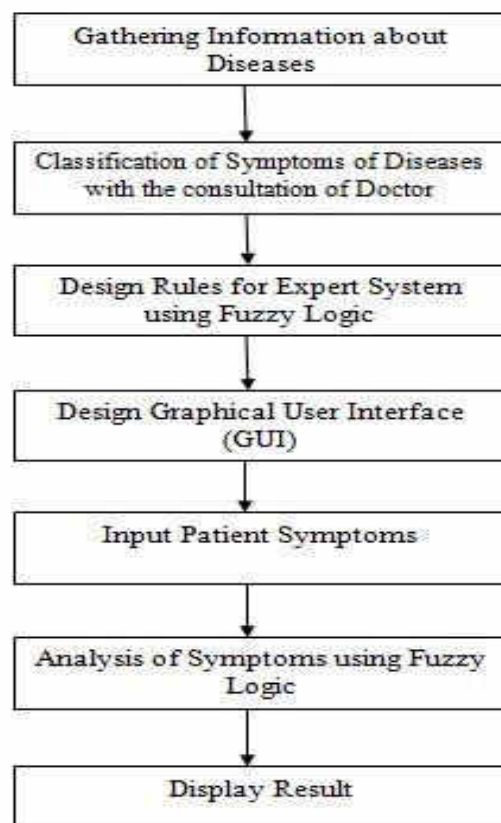 Gathering Information about
Diseases
Classification of Symptoms of Diseases
with the consultation of Doctor
Design Rules for Expert System
using Fuzzy Logic
Design Graphical User Interface
(GUI)
Input Patient Symptoms
Analysis of Symptoms using Fuzzy
Logic
Display Result